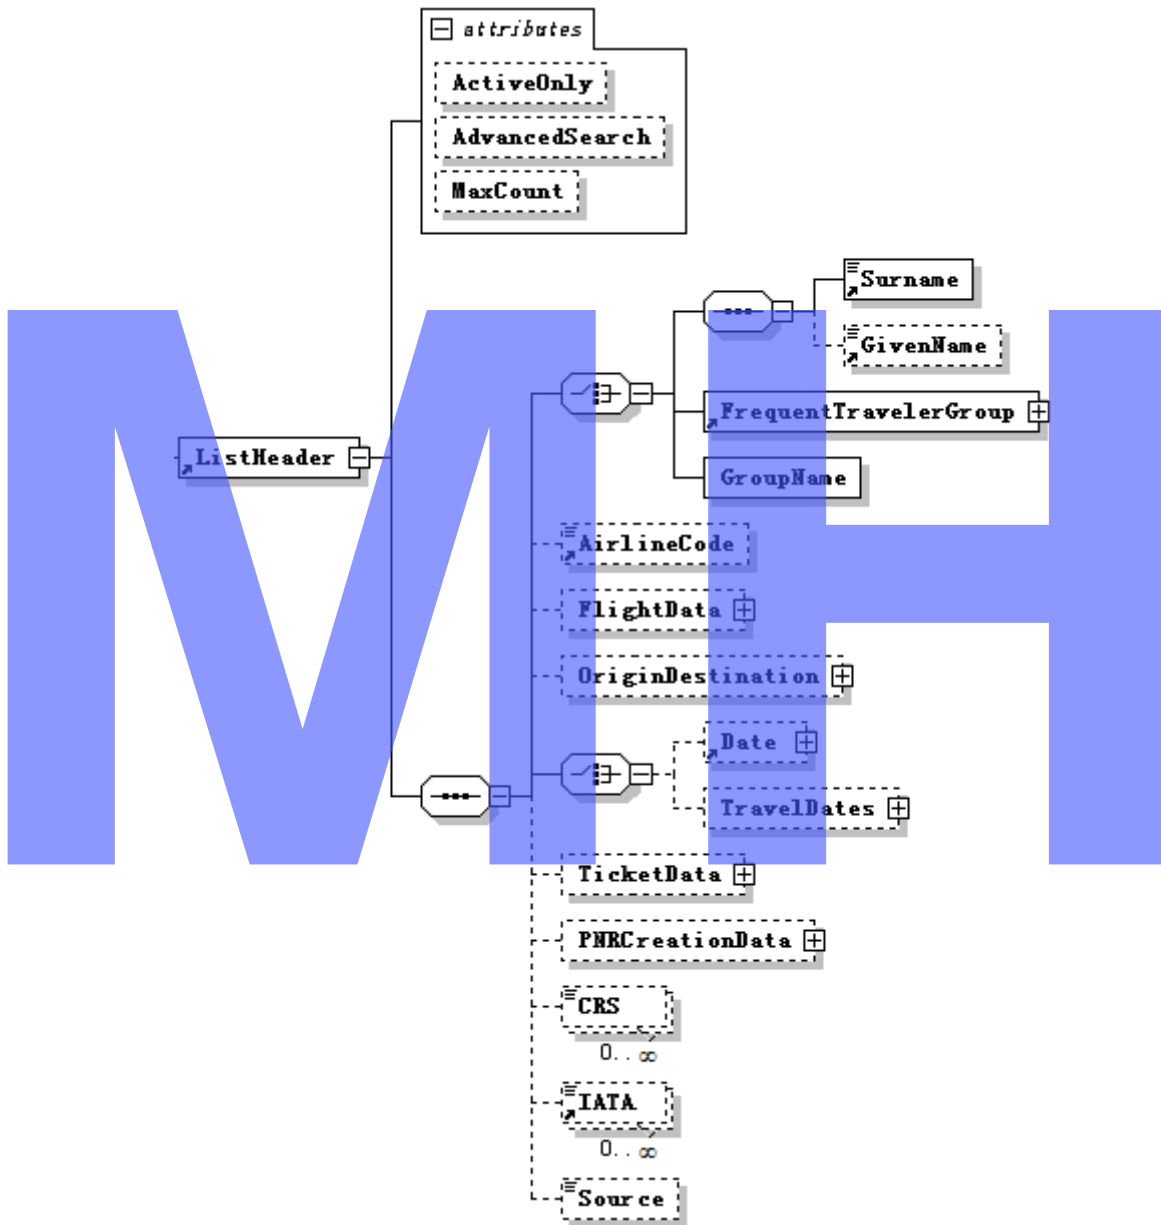 attributes
ActiveOnly
AdvancedSearch
MaxCount
Surname
GivenName
FrequentTravelerGroup
ListHeader
GroupName
AirlineCode
FlightData
OriginDestination
Date
TravelDates
TicketData
PNRCreationData
CRS
0..∞
IATA
0..∞
Source
MH